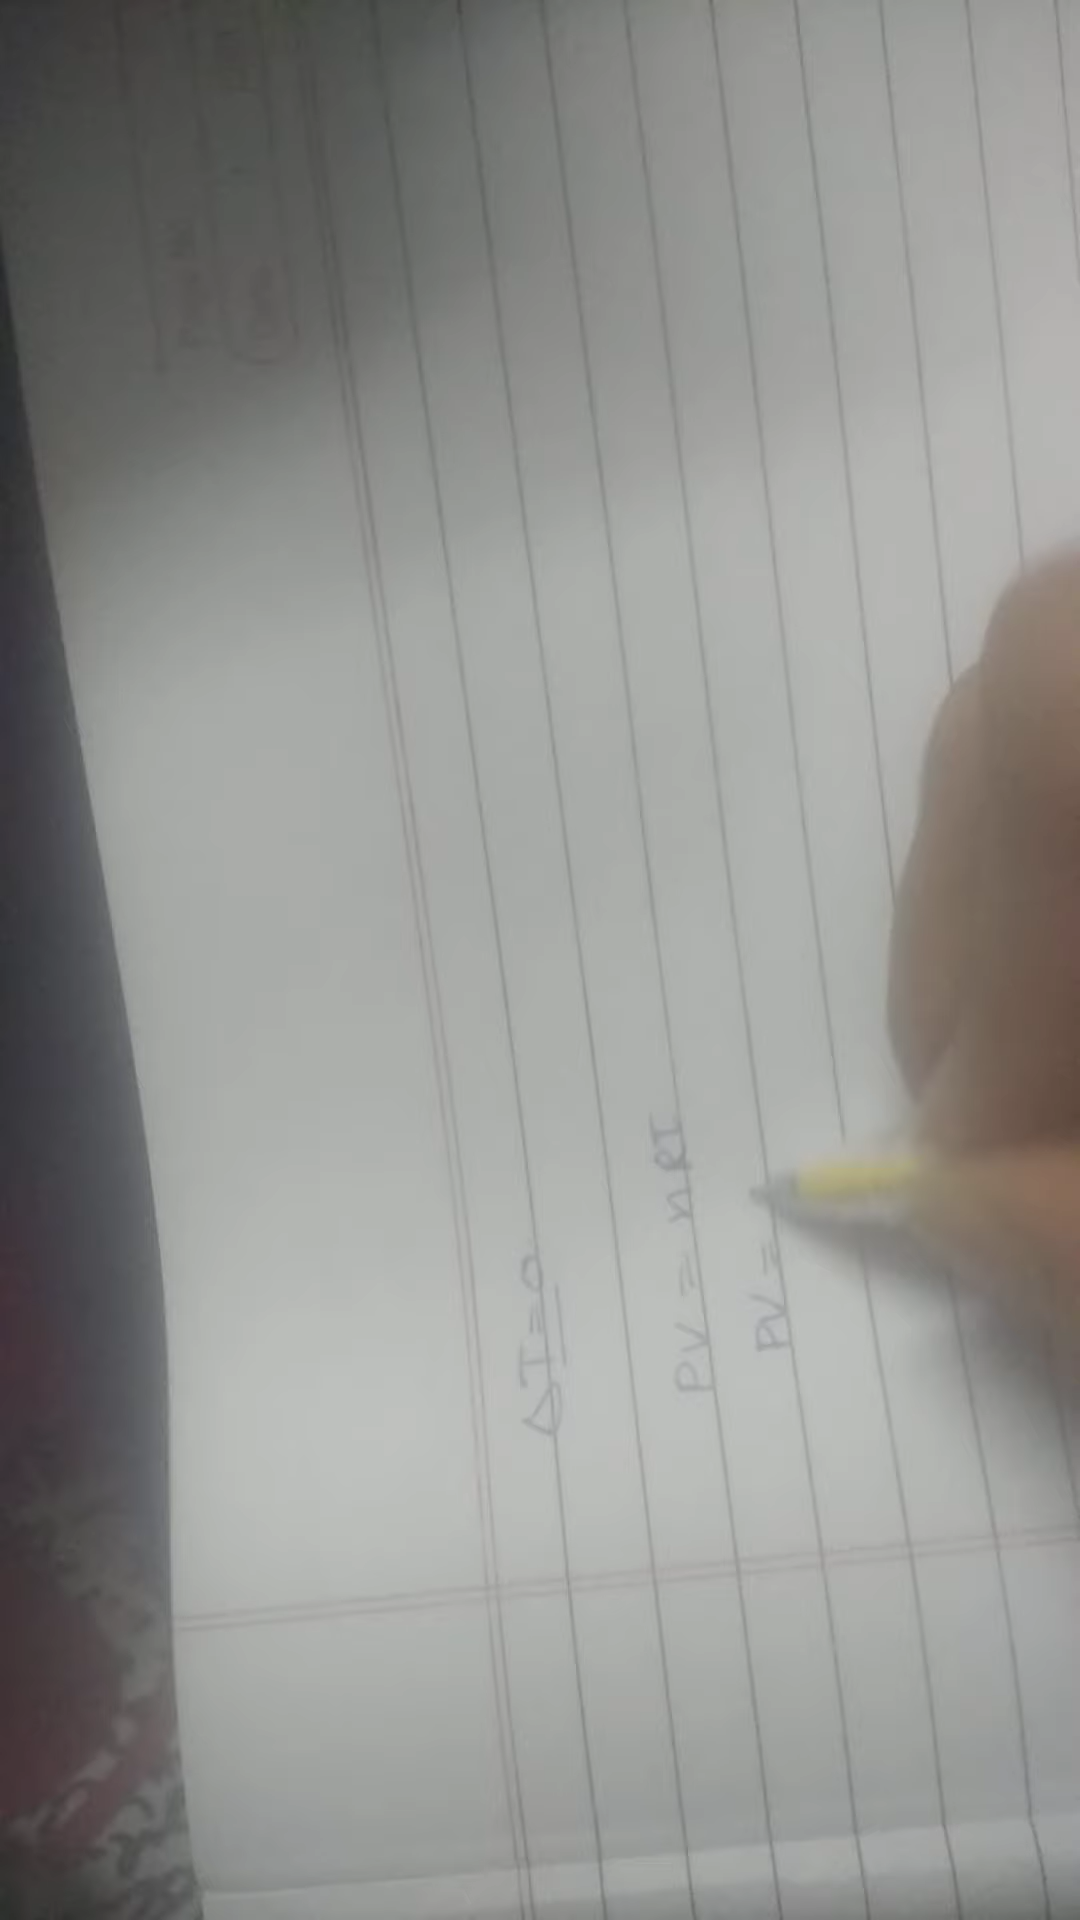 ΔT=0
PV = nRT
PV =